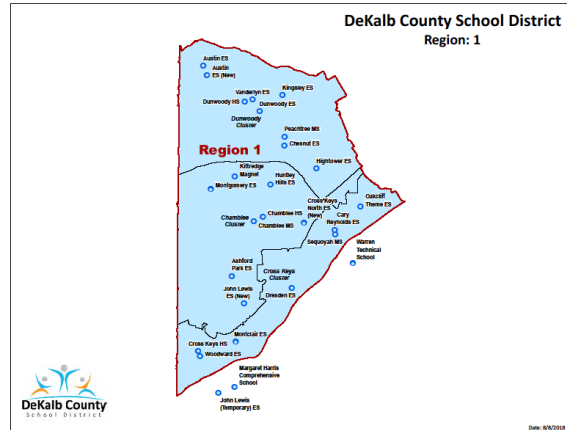 DeKalb County School District
Region: 1
Austin ES
Austin
ES (New)
Kingsley ES
Vanderlyn ES
Dunwoody HS
Dunwoody ES
Dunwoody
Cluster
Peachtree MS
Chesnut ES
Region 1
Hightower ES
Kittredge
Magnet
Huntley
Hills ES
Montgomery ES
Cross Keys
North ES
(New)
Oakcliff
Theme ES
Cary
Reynolds ES
Chamblee HS
Chamblee
Cluster
Chamblee MS
Sequoyah MS
Warren
Technical
School
Ashford
Park ES
Cross Keys
Cluster
John Lewis
ES (New)
Dresden ES
Montclair ES
Cross Keys HS
Woodward ES
Margaret Harris
Comprehensive
School
John Lewis
(Temporary) ES
DeKalb County
School District
Date: 8/8/2018